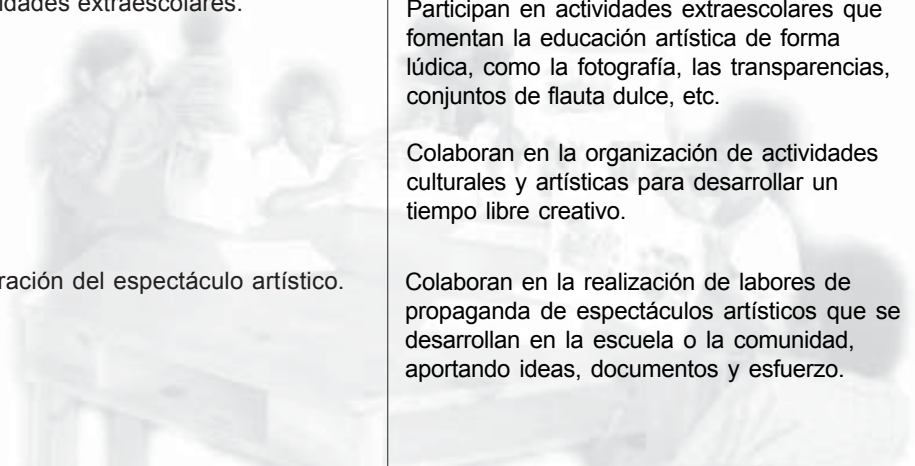 idades extraescolares.
Participan en actividades extraescolares que
fomentan la educación artística de forma
lúdica, como la fotografía, las transparencias,
conjuntos de flauta dulce, etc.
Colaboran en la organización de actividades
culturales y artísticas para desarrollar un
tiempo libre creativo.
ración del espectáculo artístico.
Colaboran en la realización de labores de
propaganda de espectáculos artísticos que se
desarrollan en la escuela o la comunidad,
aportando ideas, documentos y esfuerzo.